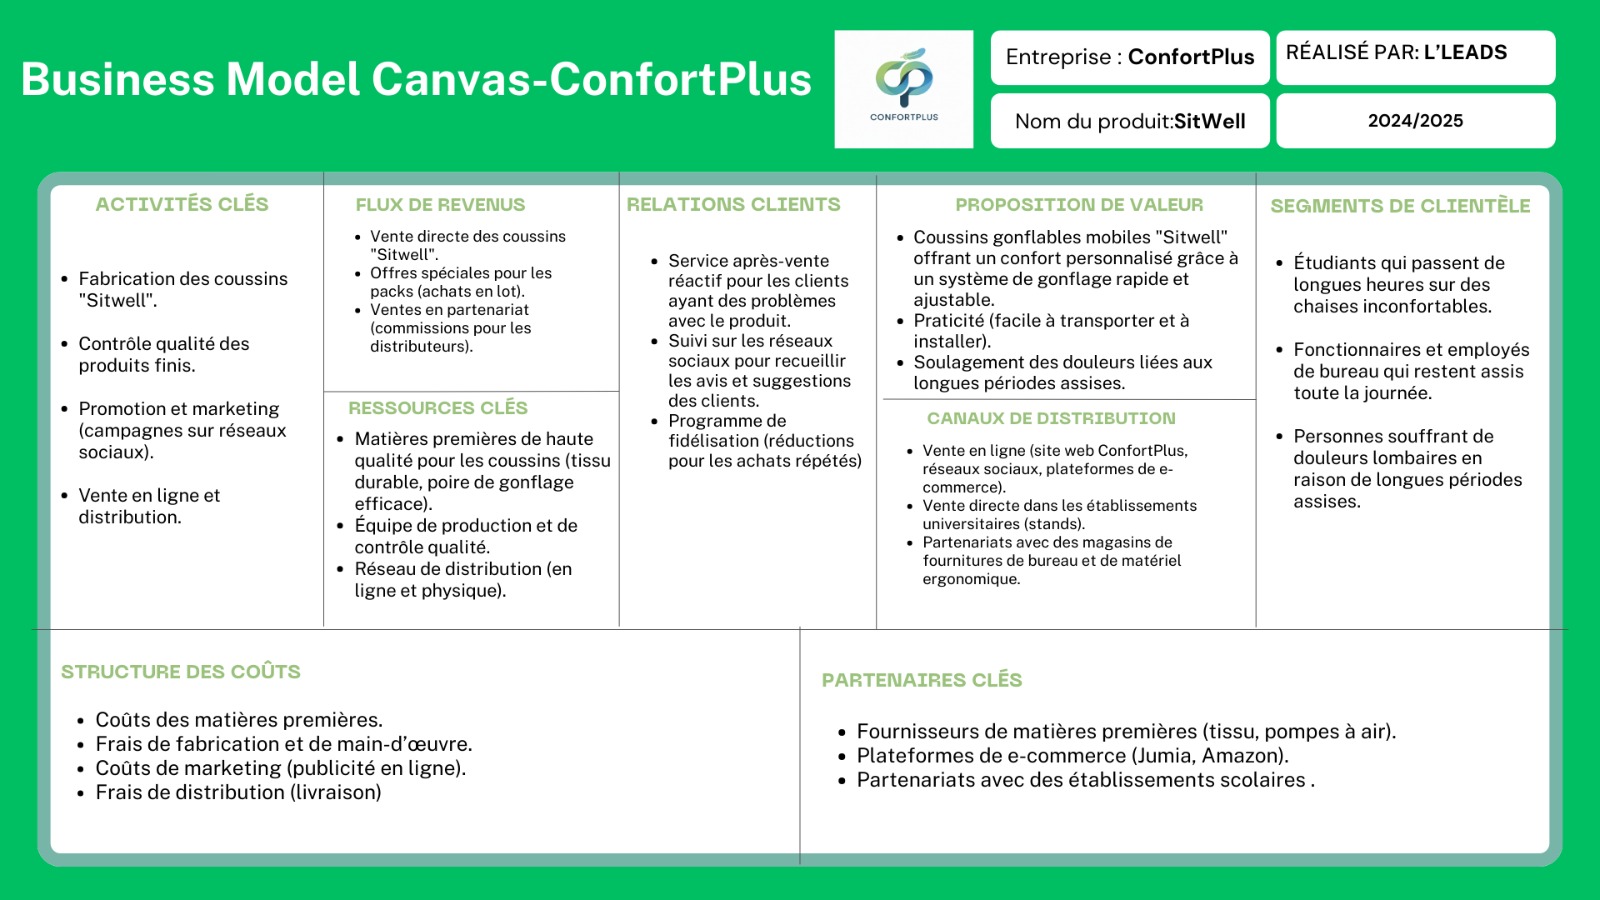 Business Model Canvas-ConfortPlus
CONFORTPLUS
Entreprise : ConfortPlus
RÉALISÉ PAR: L’LEADS
Nom du produit:SitWell
2024/2025
ACTIVITÉS CLÉS
• Fabrication des coussins
"Sitwell".
• Contrôle qualité des
produits finis.
• Promotion et marketing
(campagnes sur réseaux
sociaux).
• Vente en ligne et
distribution.
FLUX DE REVENUS
• Vente directe des coussins
"Sitwell".
• Offres spéciales pour les
packs (achats en lot).
• Ventes en partenariat
(commissions pour les
distributeurs).
RESSOURCES CLÉS
• Matières premières de haute
qualité pour les coussins (tissu
durable, poire de gonflage
efficace).
• Équipe de production et de
contrôle qualité.
• Réseau de distribution (en
ligne et physique).
RELATIONS CLIENTS
• Service après-vente
réactif pour les clients
ayant des problèmes
avec le produit.
• Suivi sur les réseaux
sociaux pour recueillir
les avis et suggestions
des clients.
• Programme de
fidélisation (réductions
pour les achats répétés)
PROPOSITION DE VALEUR
• Coussins gonflables mobiles "Sitwell"
offrant un confort personnalisé grâce à
un système de gonflage rapide et
ajustable.
• Praticité (facile à transporter et à
installer).
• Soulagement des douleurs liées aux
longues périodes assises.
CANAUX DE DISTRIBUTION
• Vente en ligne (site web ConfortPlus,
réseaux sociaux, plateformes de e-
commerce).
• Vente directe dans les établissements
universitaires (stands).
• Partenariats avec des magasins de
fournitures de bureau et de matériel
ergonomique.
SEGMENTS DE CLIENTÈLE
• Étudiants qui passent de
longues heures sur des
chaises inconfortables.
• Fonctionnaires et employés
de bureau qui restent assis
toute la journée.
• Personnes souffrant de
douleurs lombaires en
raison de longues périodes
assises.
STRUCTURE DES COÛTS
• Coûts des matières premières.
• Frais de fabrication et de main-d’œuvre.
• Coûts de marketing (publicité en ligne).
• Frais de distribution (livraison)
PARTENAIRES CLÉS
• Fournisseurs de matières premières (tissu, pompes à air).
• Plateformes de e-commerce (Jumia, Amazon).
• Partenariats avec des établissements scolaires .